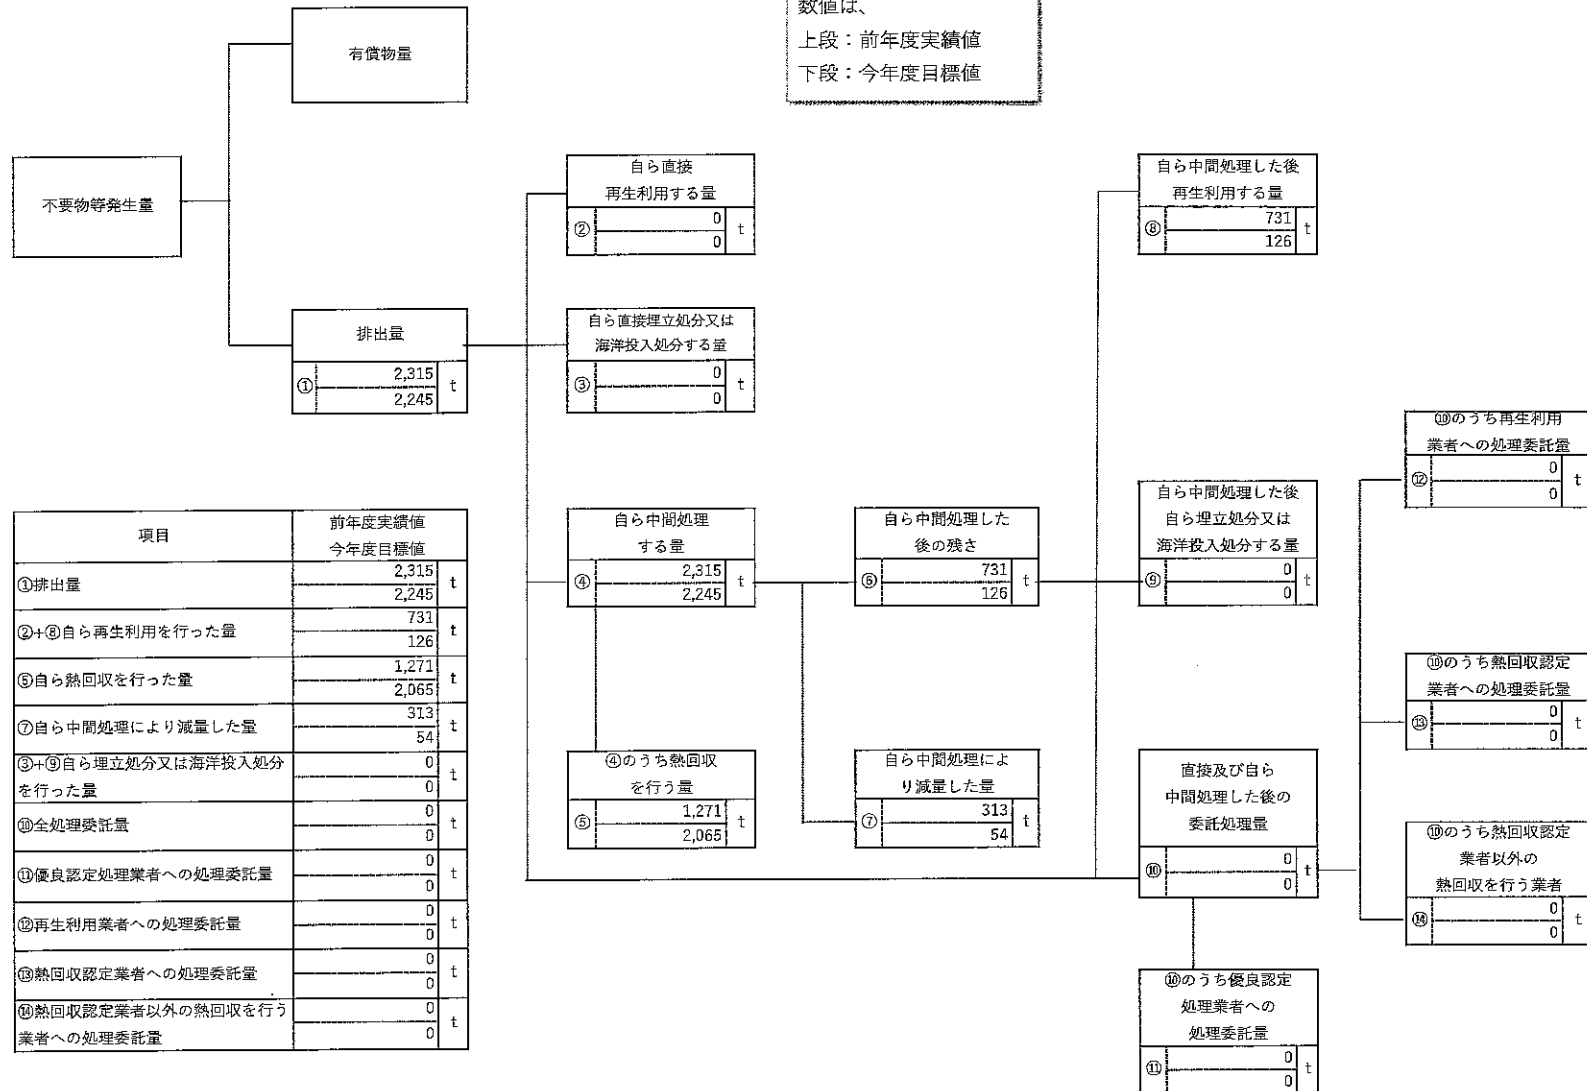 数値は、
上段：前年度実績値
下段：今年度目標値
有償物量
不要物等発生量
排出量
①
2,315
2,245
t
自ら直接
再生利用する量
②
0
0
t
自ら直接埋立処分又は
海洋投入処分する量
③
0
0
t
自ら中間処理
する量
④
2,315
2,245
t
④のうち熱回収
を行う量
⑤
1,271
2,065
t
自ら中間処理した
後の残さ
⑥
731
126
t
自ら中間処理によ
り減量した量
⑦
313
54
t
自ら中間処理した後
再生利用する量
⑧
731
126
t
自ら中間処理した後
自ら埋立処分又は
海洋投入処分する量
⑨
0
0
t
直接及び自ら
中間処理した後の
委託処理量
⑩
0
0
t
⑩のうち優良認定
処理業者への
処理委託量
⑪
0
0
t
⑩のうち再生利用
業者への処理委託量
⑫
0
0
t
⑩のうち熱回収認定
業者への処理委託量
⑬
0
0
t
⑩のうち熱回収認定
業者以外の
熱回収を行う業者
⑭
0
0
t
項目
前年度実績値
今年度目標値
①排出量
2,315
2,245
t
②+⑧自ら再生利用を行った量
731
126
t
⑤自ら熱回収を行った量
1,271
2,065
t
⑦自ら中間処理により減量した量
313
54
t
③+⑨自ら埋立処分又は海洋投入処分
を行った量
0
0
t
⑩全処理委託量
0
0
t
⑪優良認定処理業者への処理委託量
0
0
t
⑫再生利用業者への処理委託量
0
0
t
⑬熱回収認定業者への処理委託量
0
0
t
⑭熱回収認定業者以外の熱回収を行う
業者への処理委託量
0
0
t